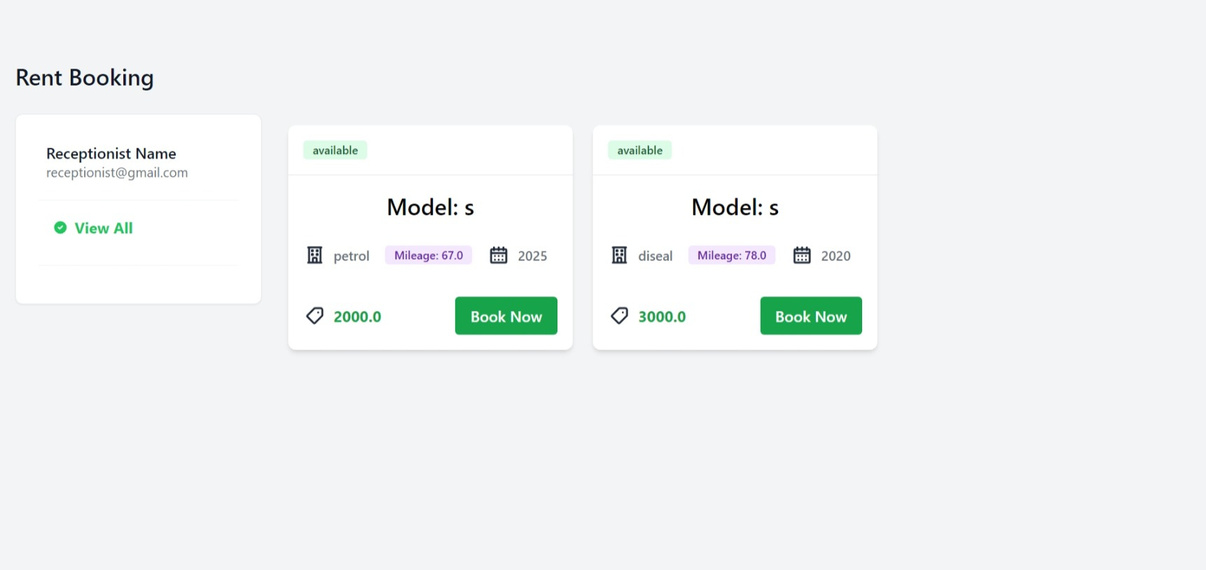 Rent Booking
Receptionist Name
receptionist@gmail.com
View All
available
Model: s
petrol Mileage: 67.0 2025
2000.0 Book Now
available
Model: s
diseal Mileage: 78.0 2020
3000.0 Book Now